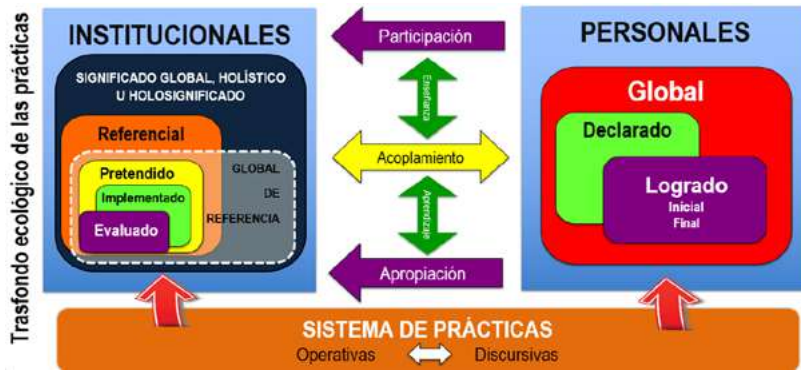 Trasfondo ecológico de las prácticas
INSTITUCIONALES
SIGNIFICADO GLOBAL, HOLÍSTICO
U HOLOSIGNIFICADO
Referencial
Pretendido
Implementado
Evaluado
GLOBAL
DE
REFERENCIA
Participación
Enseñanza
Acoplamiento
Aprendizaje
Apropiación
PERSONALES
Global
Declarado
Logrado
Inicial
Final
SISTEMA DE PRÁCTICAS
Operativas
Discursivas